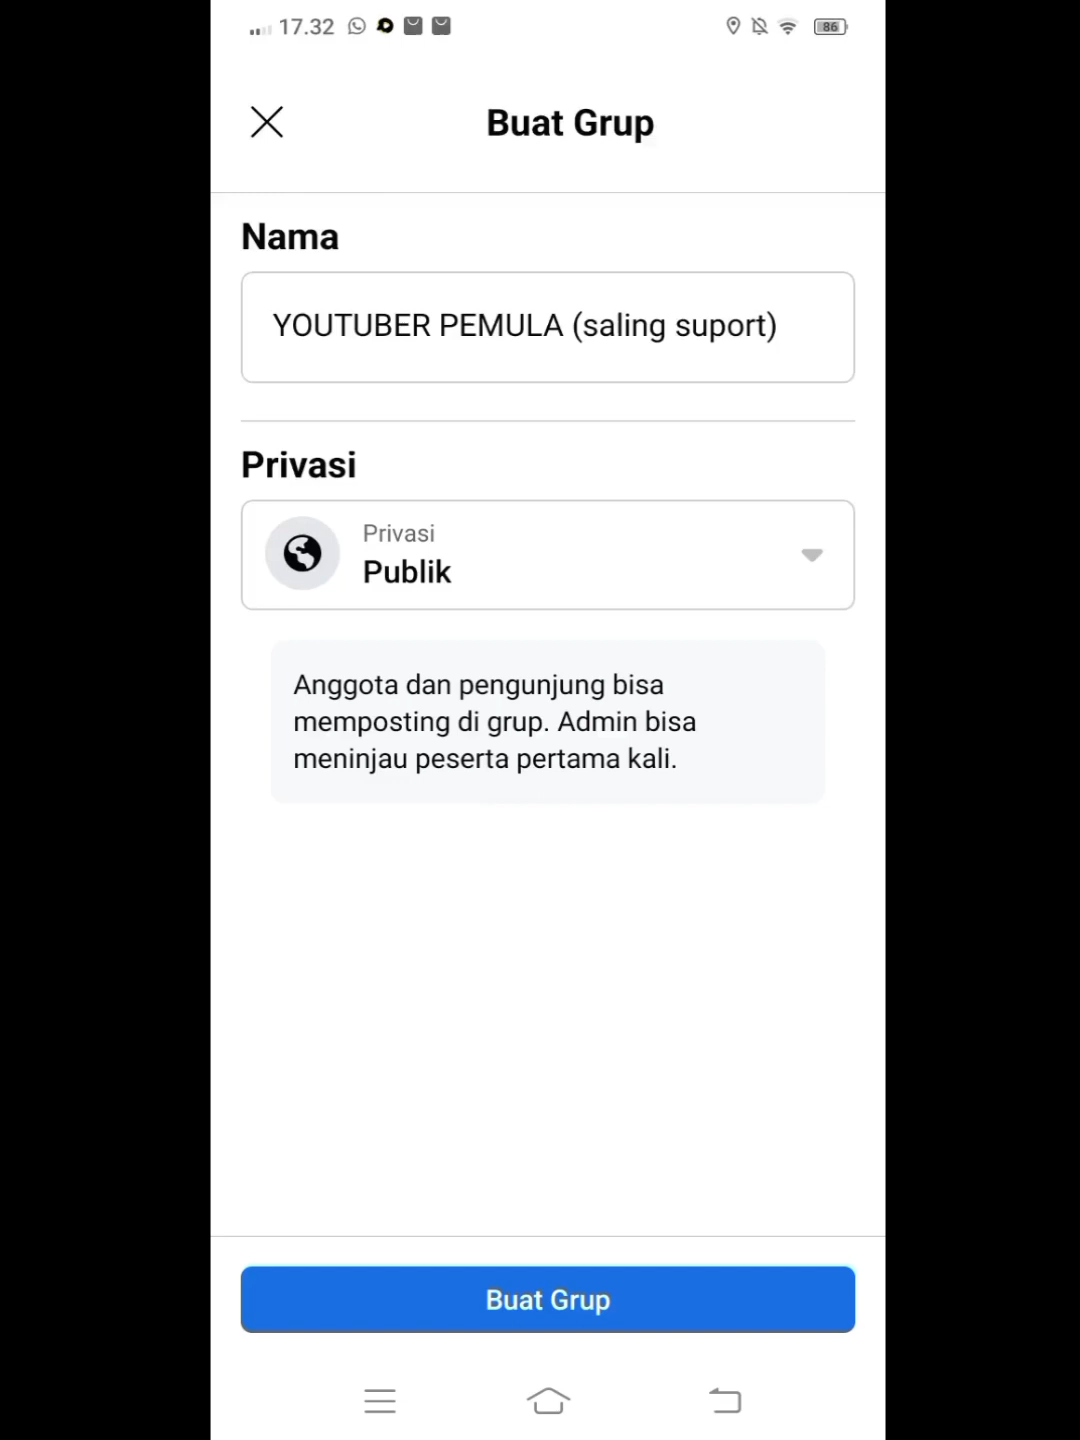 17.32
86
Buat Grup
Nama
YOUTUBER PEMULA (saling suport)
Privasi
Privasi
Publik
Anggota dan pengunjung bisa
memposting di grup. Admin bisa
meninjau peserta pertama kali.
Buat Grup